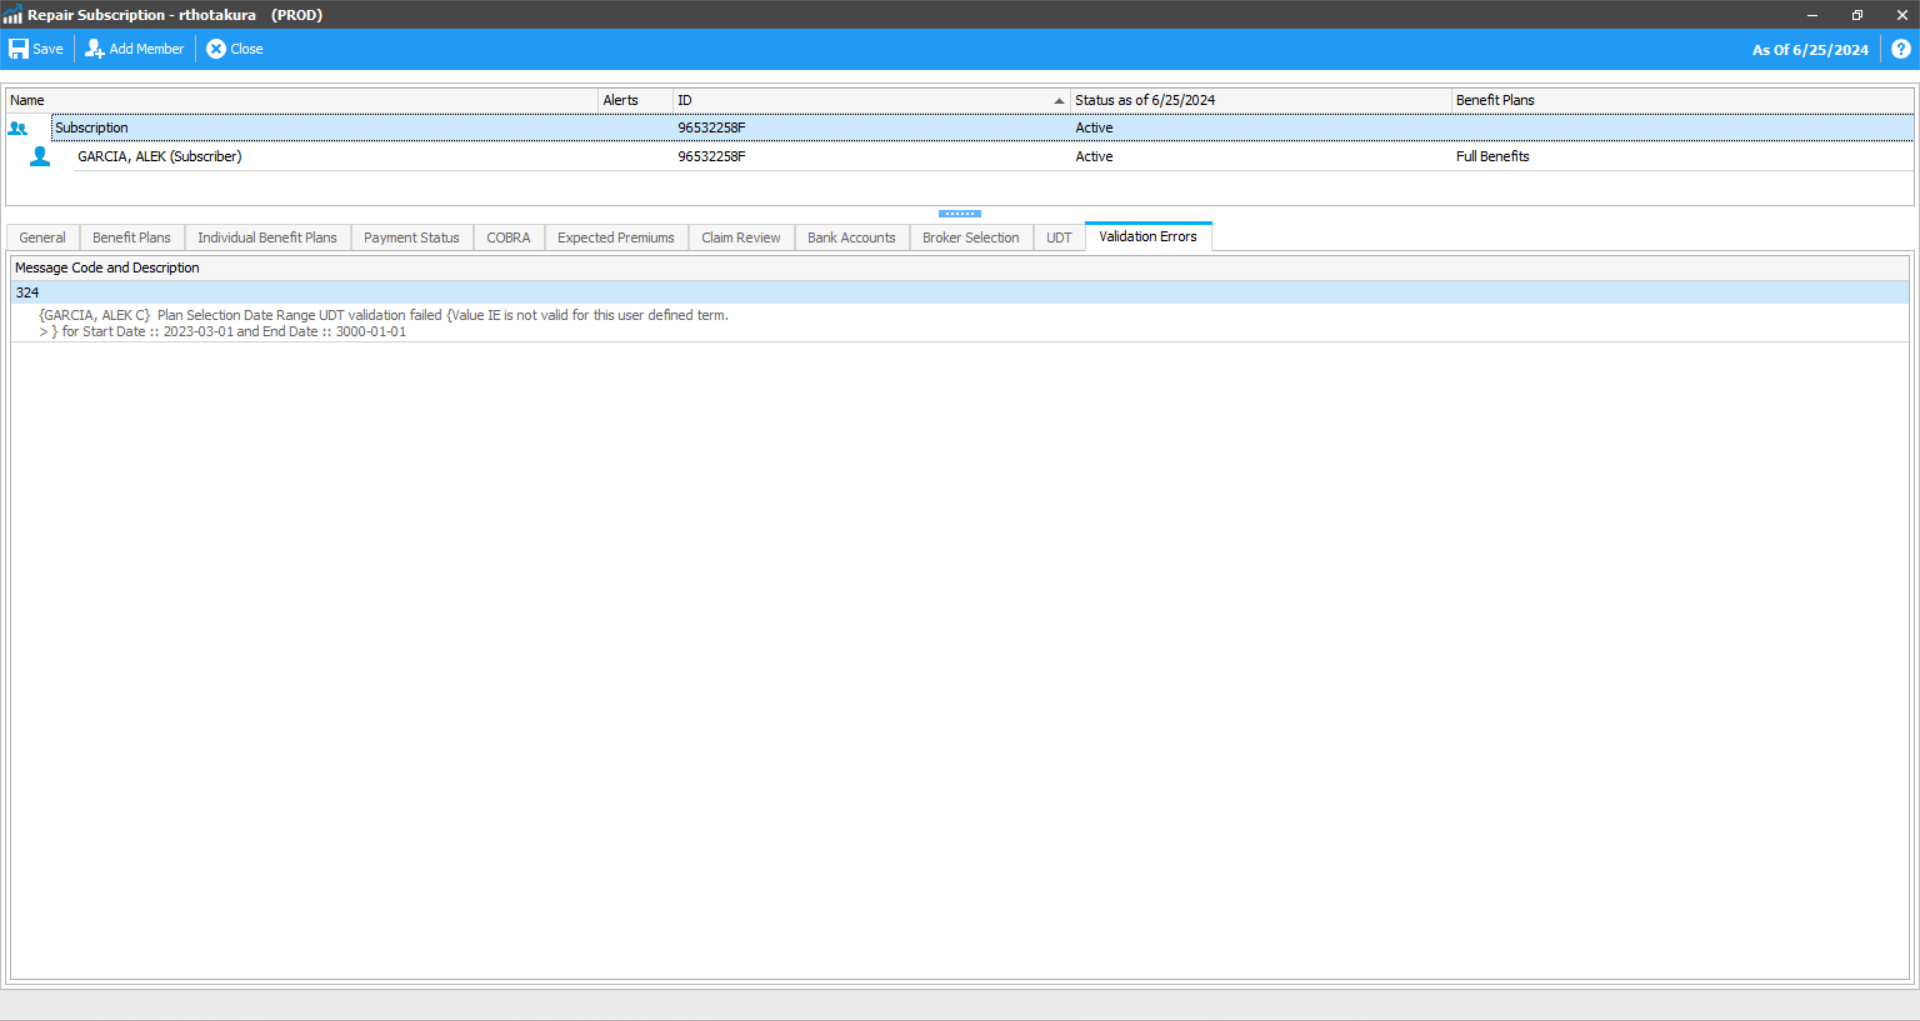 Repair Subscription - rthotakura (PROD)
Save Add Member Close As Of 6/25/2024 ?
Name Alerts ID Status as of 6/25/2024 Benefit Plans
Subscription 96532258F Active
GARCIA, ALEK (Subscriber) 96532258F Active Full Benefits
General Benefit Plans Individual Benefit Plans Payment Status COBRA Expected Premiums Claim Review Bank Accounts Broker Selection UDT Validation Errors
Message Code and Description
324
{GARCIA, ALEK C} Plan Selection Date Range UDT validation failed {Value IE is not valid for this user defined term.
> } for Start Date :: 2023-03-01 and End Date :: 3000-01-01